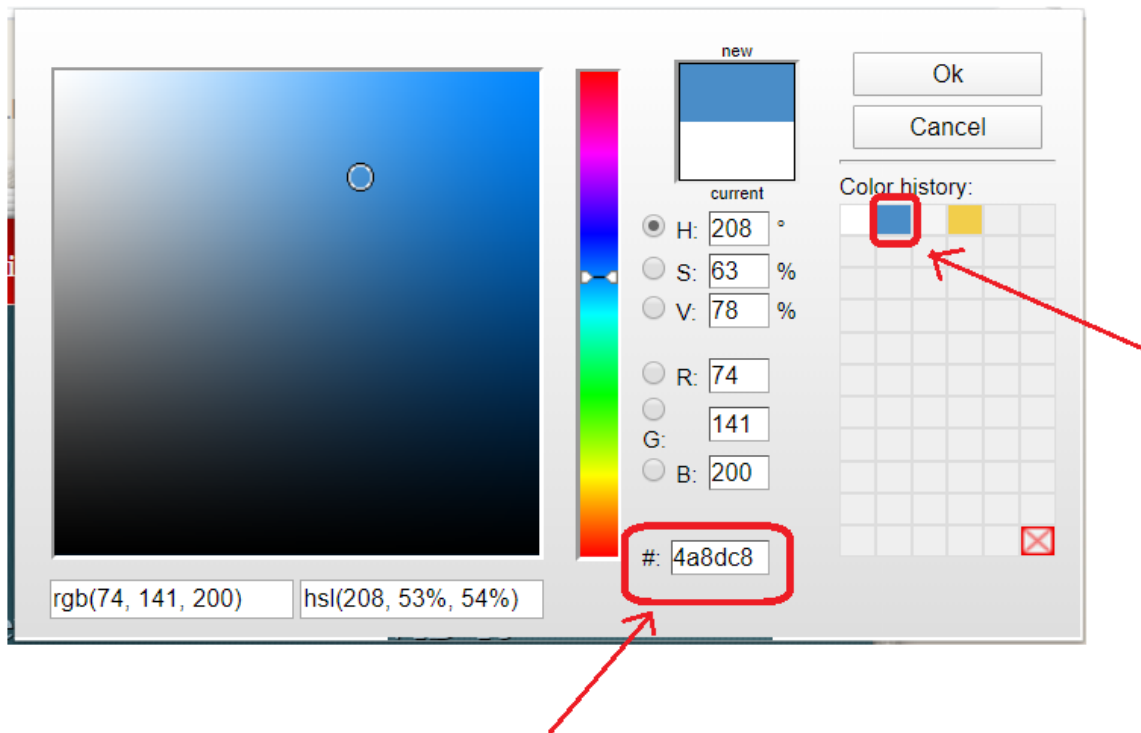 new
Ok
Cancel
current
Color history:
H: 208 °
S: 63 %
V: 78 %
R: 74
G: 141
B: 200
#: 4a8dc8
rgb(74, 141, 200) hsl(208, 53%, 54%)